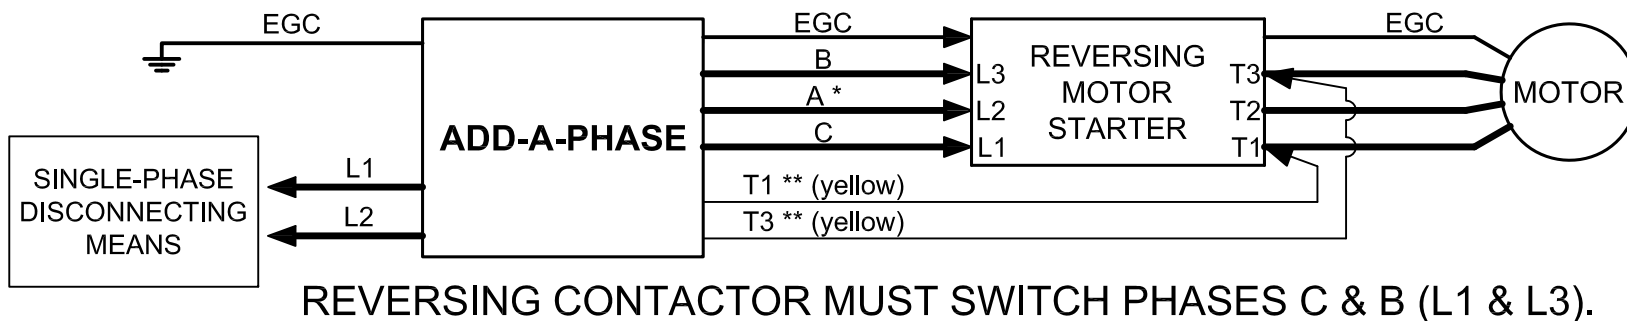 EGC
ADD-A-PHASE
SINGLE-PHASE
DISCONNECTING
MEANS
L1
L2
EGC
B
A *
C
T1 ** (yellow)
T3 ** (yellow)
REVERSING
MOTOR
STARTER
L3
L2
L1
T3
T2
T1
EGC
MOTOR
REVERSING CONTACTOR MUST SWITCH PHASES C & B (L1 & L3).